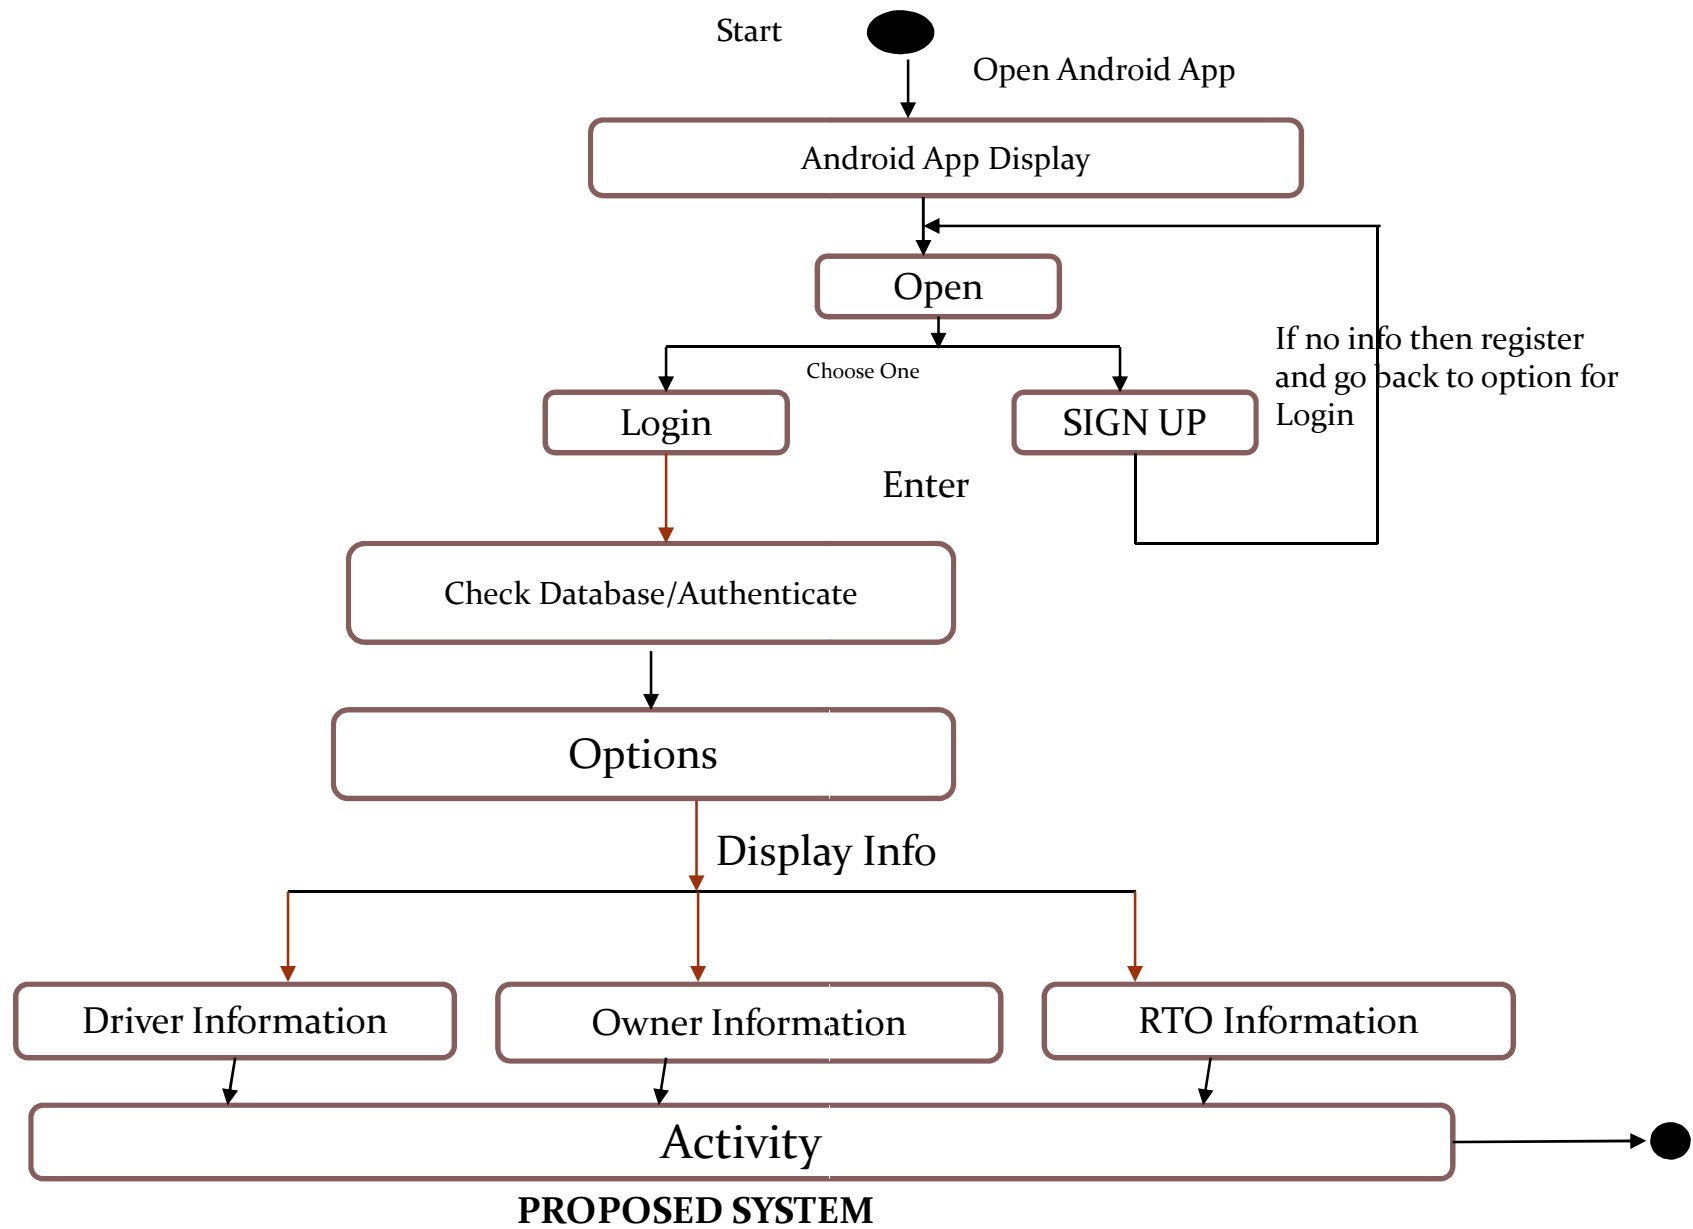 Start
Open Android App
Android App Display
Open
If no info then register
and go back to option for
Login
Choose One
Login
SIGN UP
Enter
Check Database/Authenticate
Options
Display Info
Driver Information
Owner Information
RTO Information
Activity
PROPOSED SYSTEM